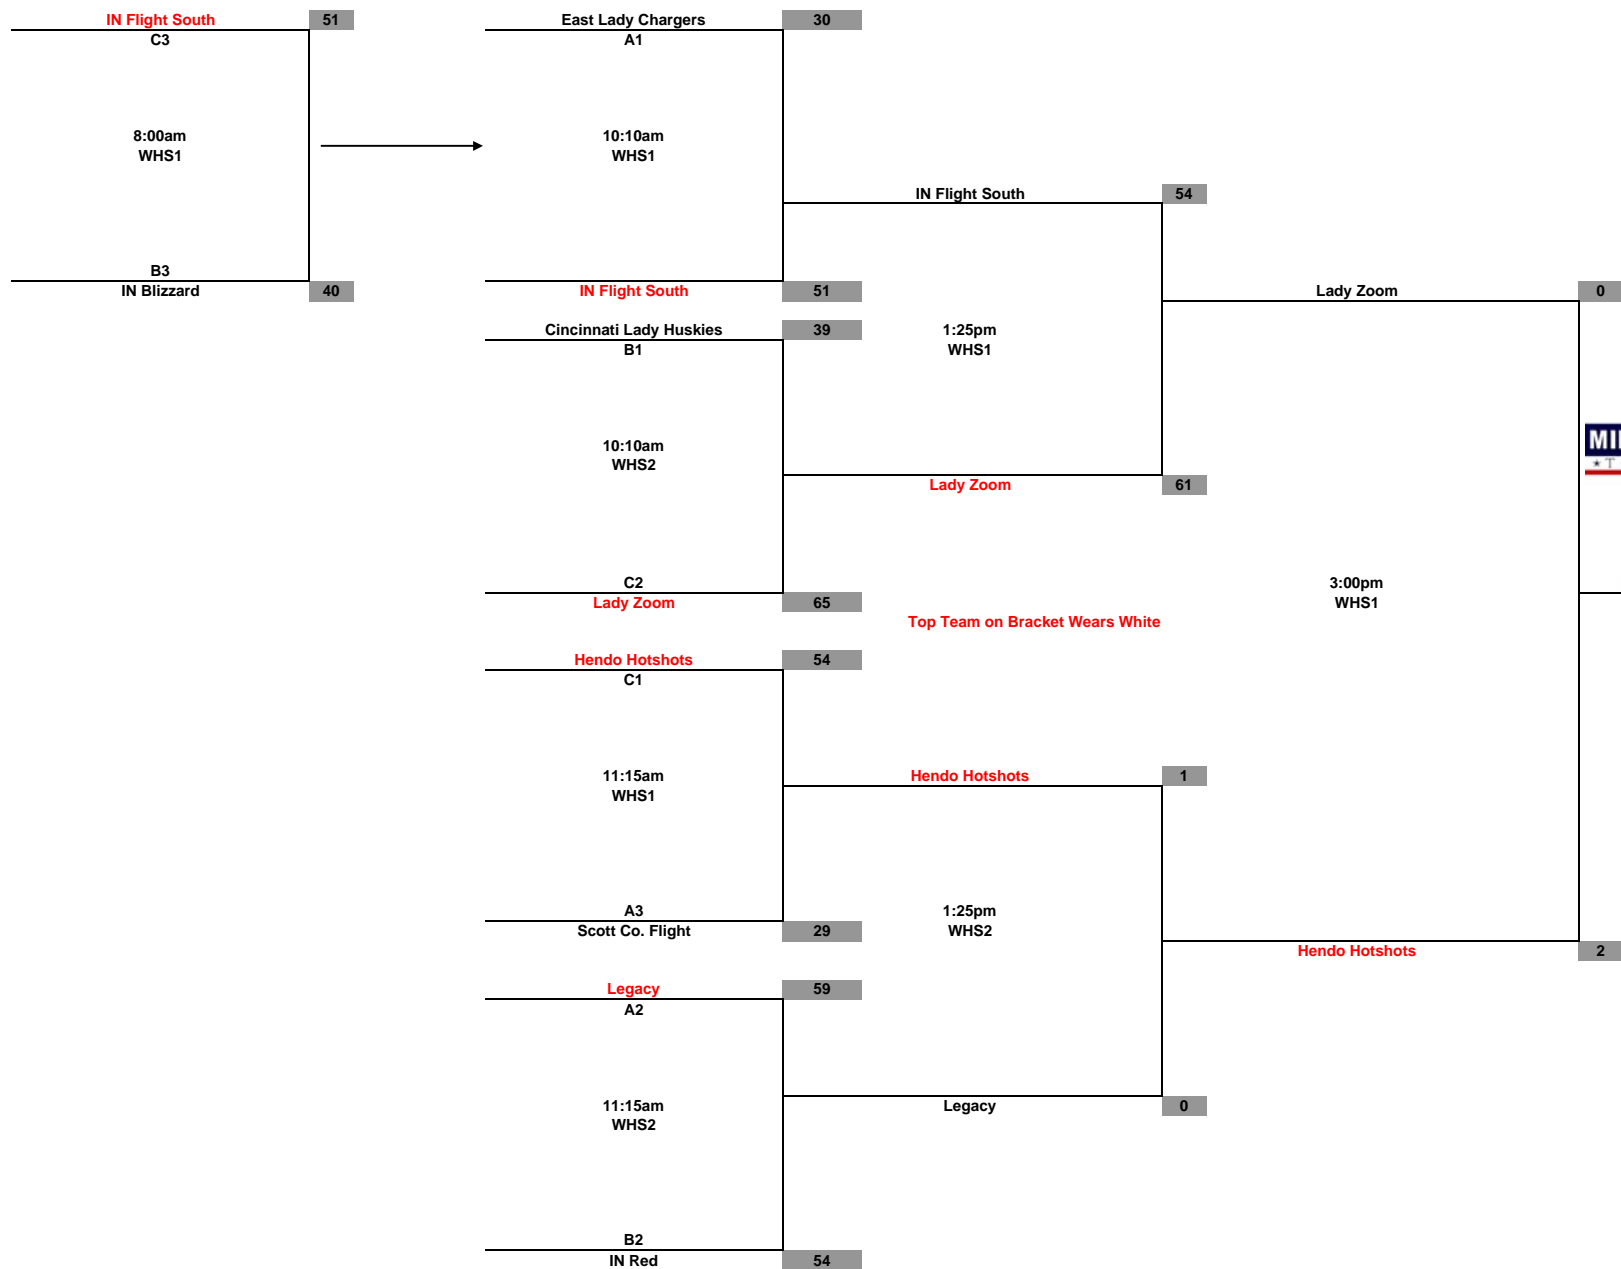 IN Flight South 51
C3
8:00am
WHS1
B3
IN Blizzard 40
East Lady Chargers 30
A1
10:10am
WHS1
IN Flight South 51
Cincinnati Lady Huskies 39
B1
10:10am
WHS2
C2
Lady Zoom 65
Hendo Hotshots 54
C1
11:15am
WHS1
A3
Scott Co. Flight 29
Legacy 59
A2
11:15am
WHS2
B2
IN Red 54
IN Flight South 54
1:25pm
WHS1
Lady Zoom 61
Top Team on Bracket Wears White
Hendo Hotshots 1
1:25pm
WHS2
Legacy 0
Lady Zoom 0
3:00pm
WHS1
Hendo Hotshots 2